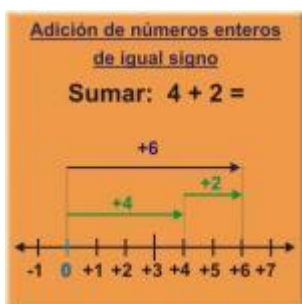 Adición de números enteros
de igual signo
Sumar: 4 + 2 =
+6
+2
+4
-1 0 +1 +2 +3 +4 +5 +6 +7